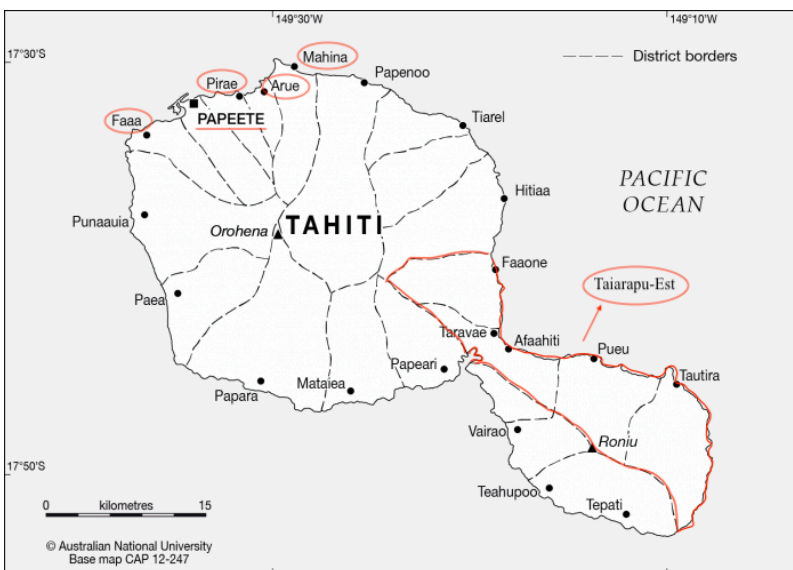 149°30'W
149°10'W
17°30'S
Mahina
District borders
Papenoo
Pirae
Arue
Faaa
PAPEETE
Tiarel
PACIFIC
OCEAN
Hitiaa
Punaauia
Orohena
TAHITI
Faaone
Taiarapu-Est
Paea
Taravae
Afaahiti
Pueu
Papeari
Tautira
Papara
Mataiea
Vairao
Roniu
17°50'S
Teahupoo
Tepati
0 kilometres 15
© Australian National University
Base map CAP 12-247